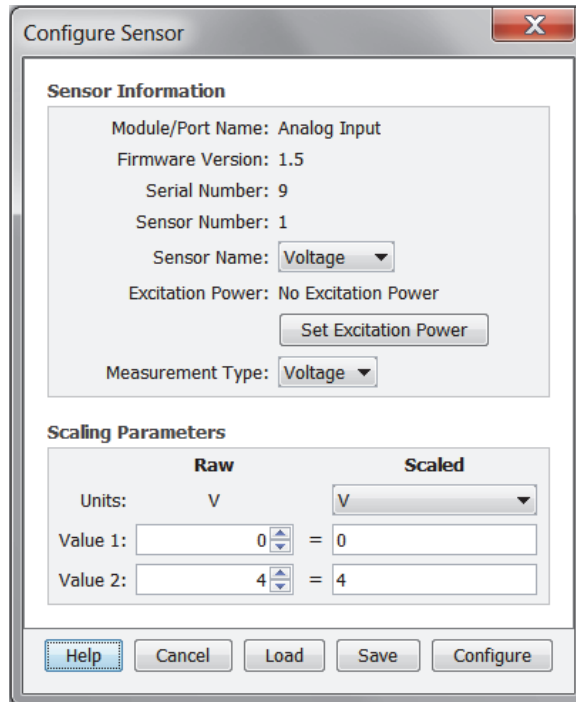 Configure Sensor
X
Sensor Information
Module/Port Name: Analog Input
Firmware Version: 1.5
Serial Number: 9
Sensor Number: 1
Sensor Name: Voltage
Excitation Power: No Excitation Power
Set Excitation Power
Measurement Type: Voltage
Scaling Parameters
Raw Scaled
Units: V V
Value 1: 0 = 0
Value 2: 4 = 4
Help Cancel Load Save Configure